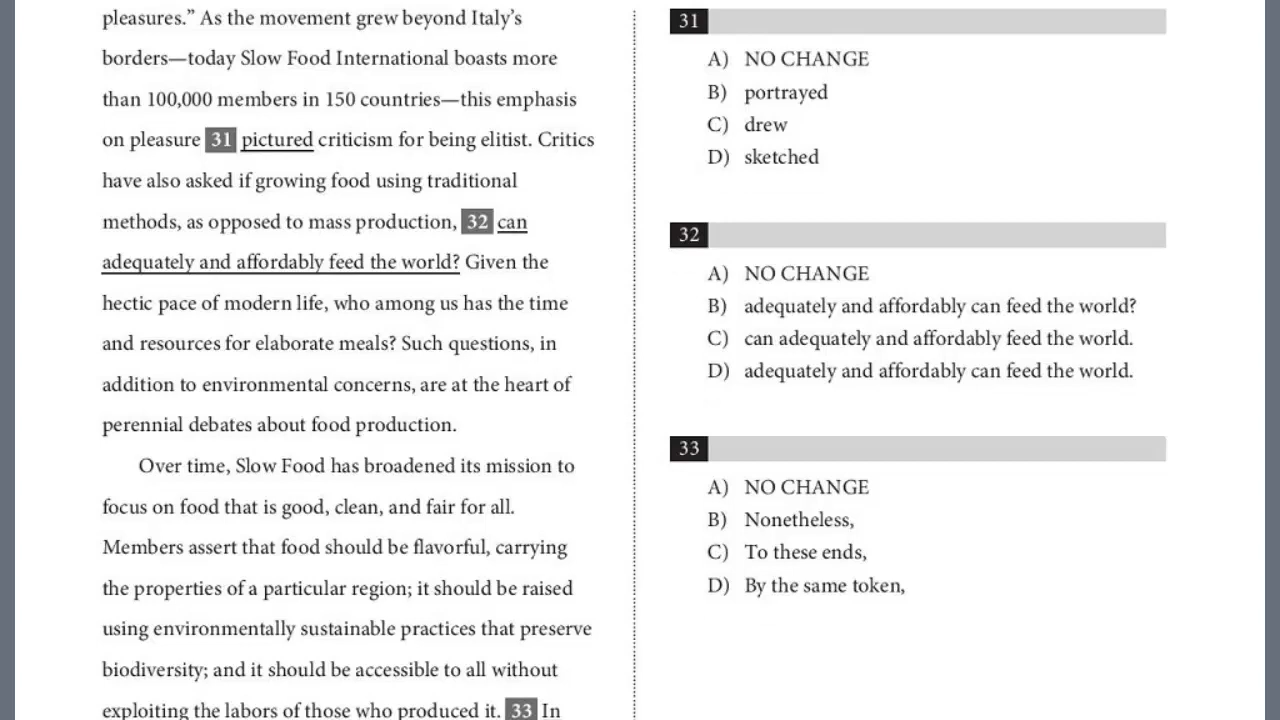 pleasures.” As the movement grew beyond Italy’s
borders—today Slow Food International boasts more
than 100,000 members in 150 countries—this emphasis
on pleasure 31 pictured criticism for being elitist. Critics
have also asked if growing food using traditional
methods, as opposed to mass production, 32 can
adequately and affordably feed the world? Given the
hectic pace of modern life, who among us has the time
and resources for elaborate meals? Such questions, in
addition to environmental concerns, are at the heart of
perennial debates about food production.
Over time, Slow Food has broadened its mission to
focus on food that is good, clean, and fair for all.
Members assert that food should be flavorful, carrying
the properties of a particular region; it should be raised
using environmentally sustainable practices that preserve
biodiversity; and it should be accessible to all without
exploiting the labors of those who produced it. 33 In
31
A) NO CHANGE
B) portrayed
C) drew
D) sketched
32
A) NO CHANGE
B) adequately and affordably can feed the world?
C) can adequately and affordably feed the world.
D) adequately and affordably can feed the world.
33
A) NO CHANGE
B) Nonetheless,
C) To these ends,
D) By the same token,